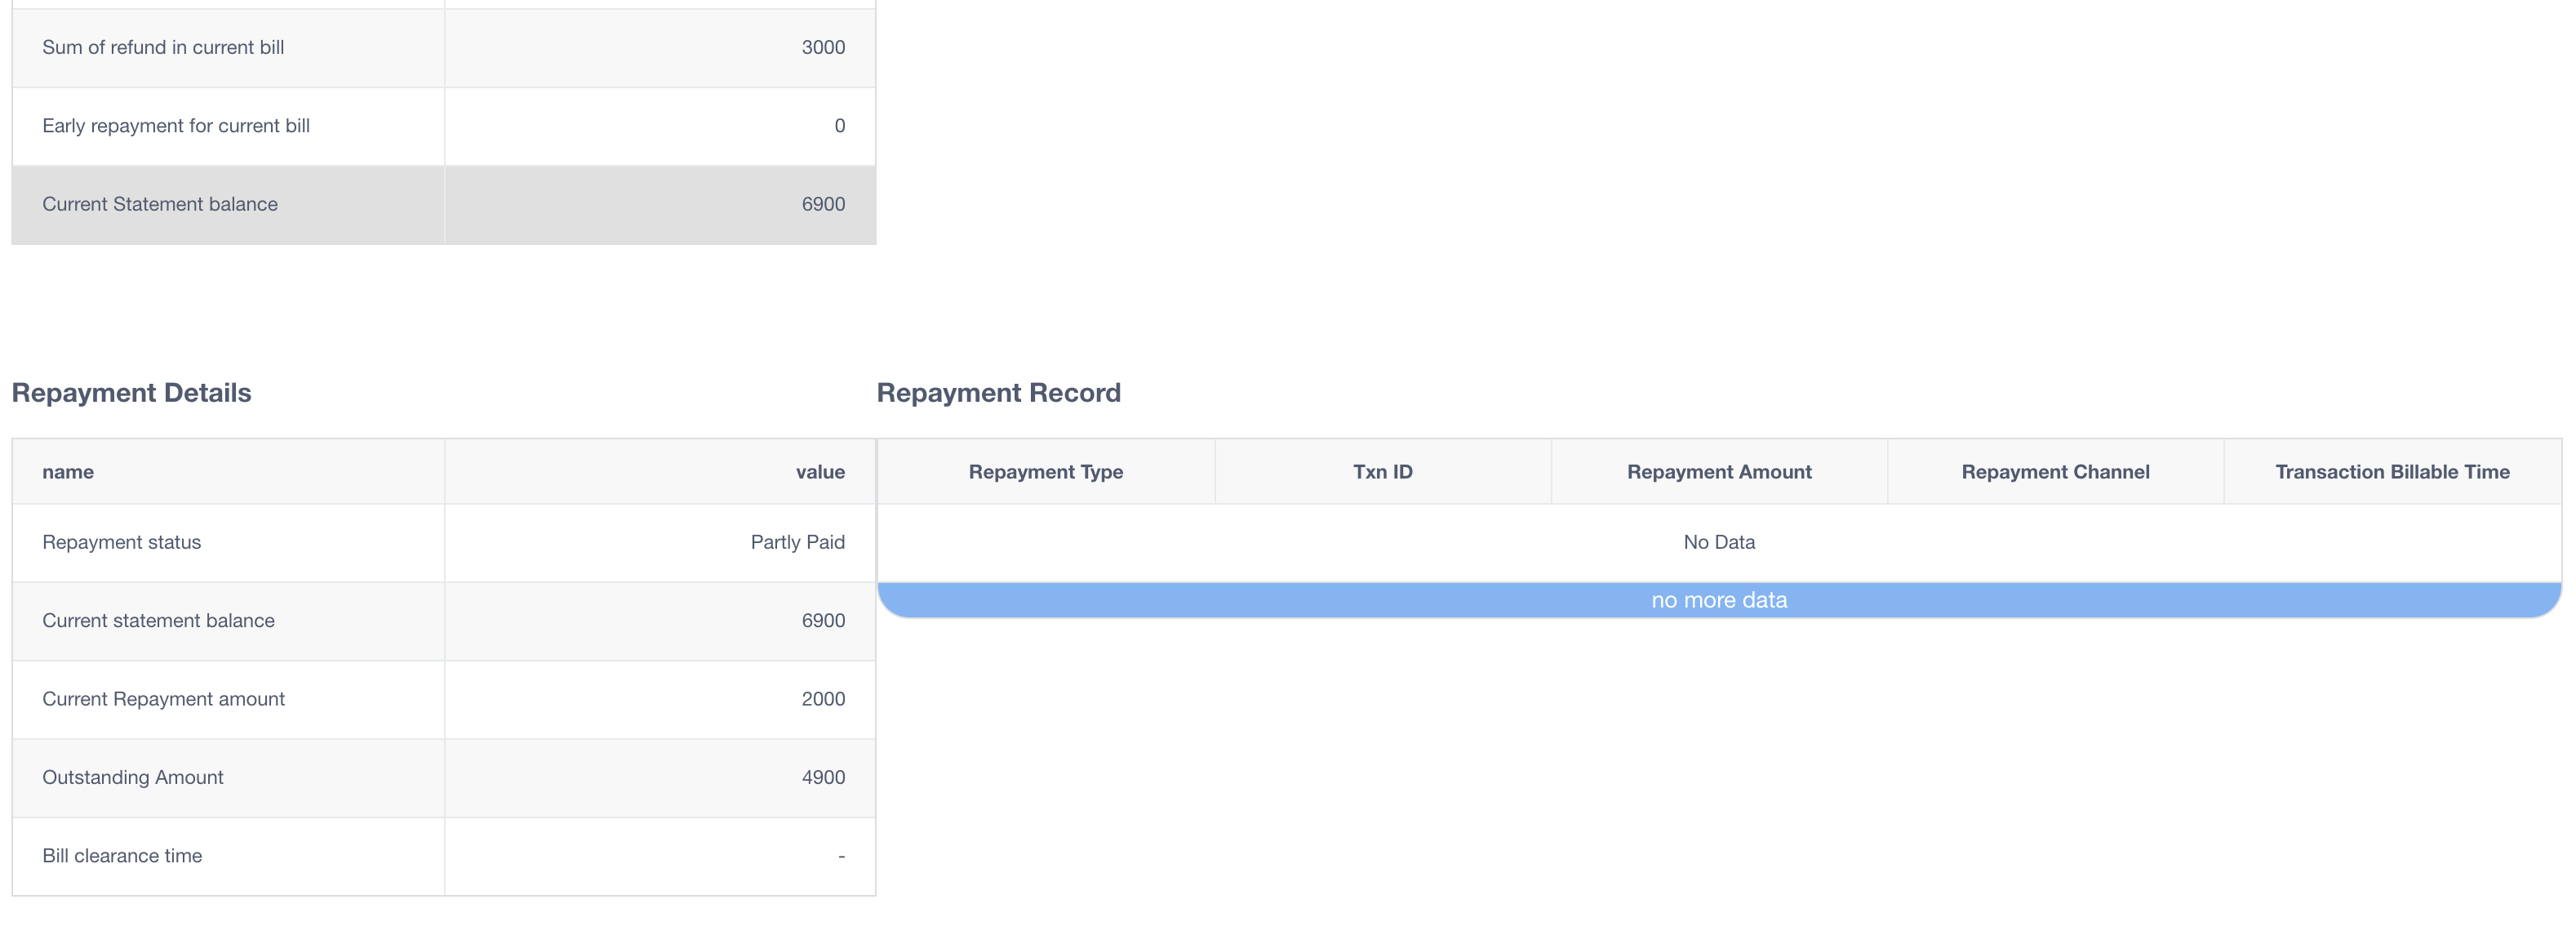 Sum of refund in current bill 3000
Early repayment for current bill 0
Current Statement balance 6900
Repayment Details
name value
Repayment status Partly Paid
Current statement balance 6900
Current Repayment amount 2000
Outstanding Amount 4900
Bill clearance time -
Repayment Record
Repayment Type Txn ID Repayment Amount Repayment Channel Transaction Billable Time
No Data
no more data